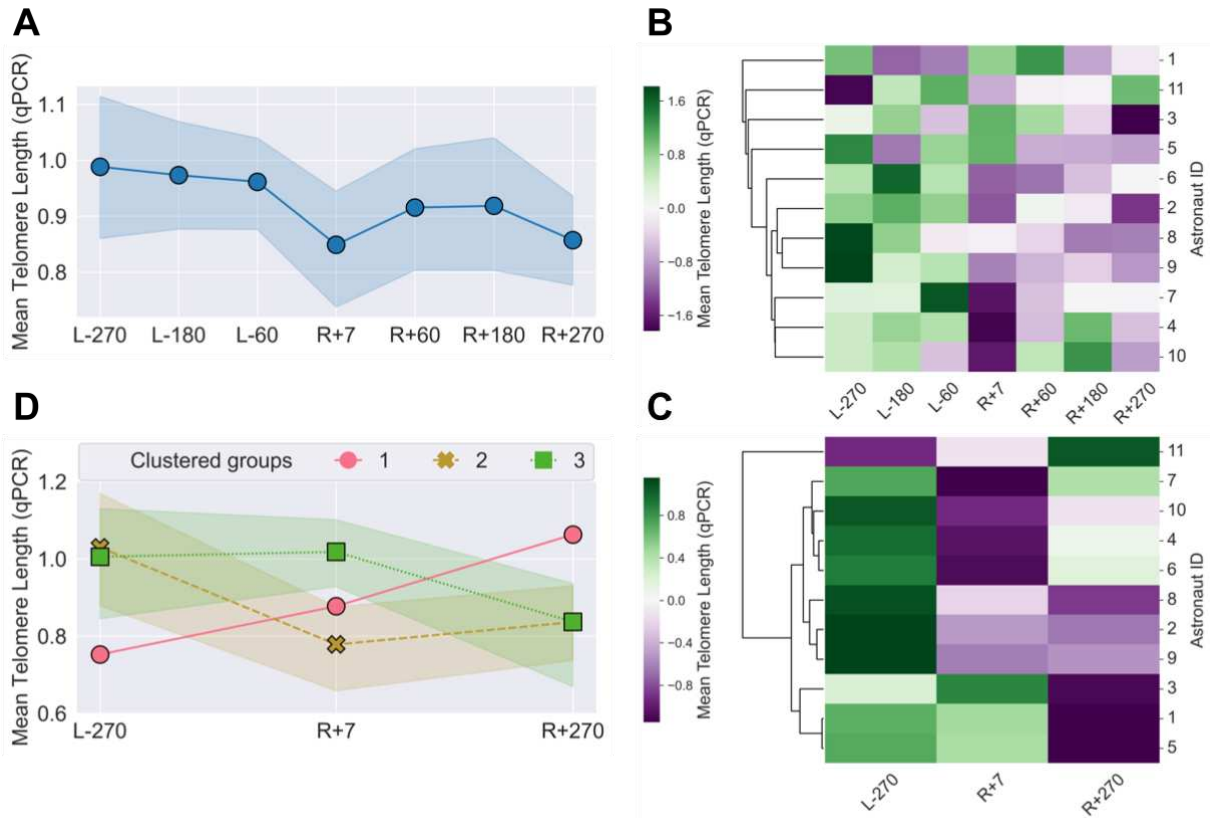 A
Mean Telomere Length (qPCR)
1.1
1.0
0.9
0.8
L-270 L-180 L-60 R+7 R+60 R+180 R+270
B
1.6
0.8
0.0
−0.8
−1.6
Mean Telomere Length (qPCR)
1
11
3
5
6
2
8
9
7
4
10
Astronaut ID
L-270 L-180 L-60 R+7 R+60 R+180 R+270
D
Clustered groups 1 2 3
Mean Telomere Length (qPCR)
1.2
1.0
0.8
0.6
L-270 R+7 R+270
C
0.8
0.4
0.0
−0.4
−0.8
Mean Telomere Length (qPCR)
11
7
10
4
6
8
2
9
3
1
5
Astronaut ID
L-270 R+7 R+270